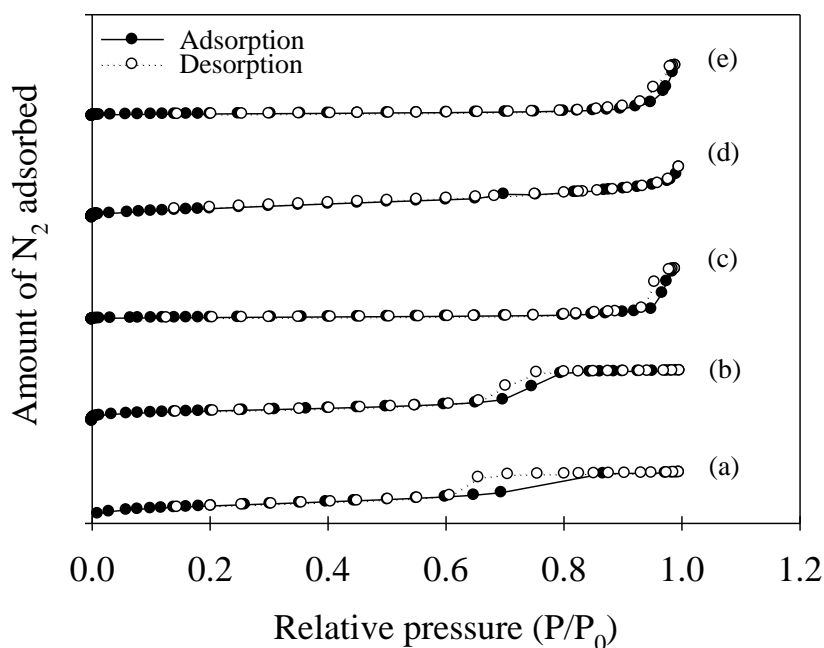 Adsorption
Desorption
(e)
(d)
(c)
(b)
(a)
Amount of N₂ adsorbed
0.0 0.2 0.4 0.6 0.8 1.0 1.2
Relative pressure (P/P₀)